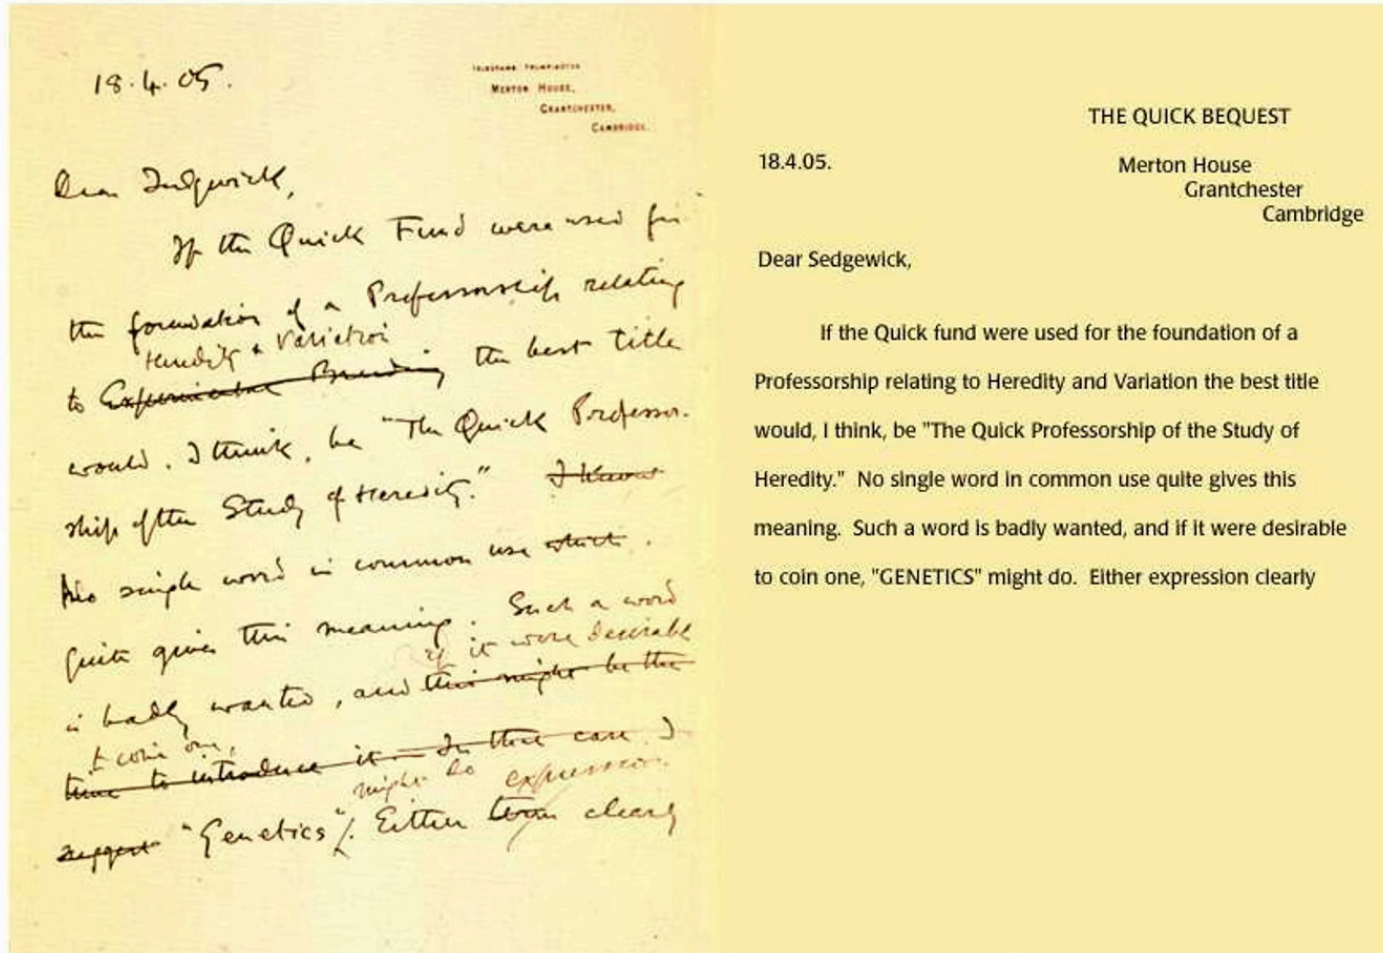 18.4.05.
TELEGRAMS TRUMPINGTON
MERTON HOUSE,
GRANTCHESTER,
CAMBRIDGE.
Dear Sedgwick,
If the Quick Fund were used for
the foundation of a Professorship relating
Heredity & Variation
to Experimental Breeding the best title
would, I think, be "The Quick Professor-
ship of the Study of Heredity." I know
No single word in common use which
quite gives this meaning. Such a word
if it were desirable
is badly wanted, and this might be the
to coin one,
time to introduce it. In that case I
might do expression
suggest "Genetics". Either term clearly
THE QUICK BEQUEST
18.4.05.
Merton House
Grantchester
Cambridge
Dear Sedgewick,
If the Quick fund were used for the foundation of a
Professorship relating to Heredity and Variation the best title
would, I think, be "The Quick Professorship of the Study of
Heredity." No single word in common use quite gives this
meaning. Such a word is badly wanted, and if it were desirable
to coin one, "GENETICS" might do. Either expression clearly